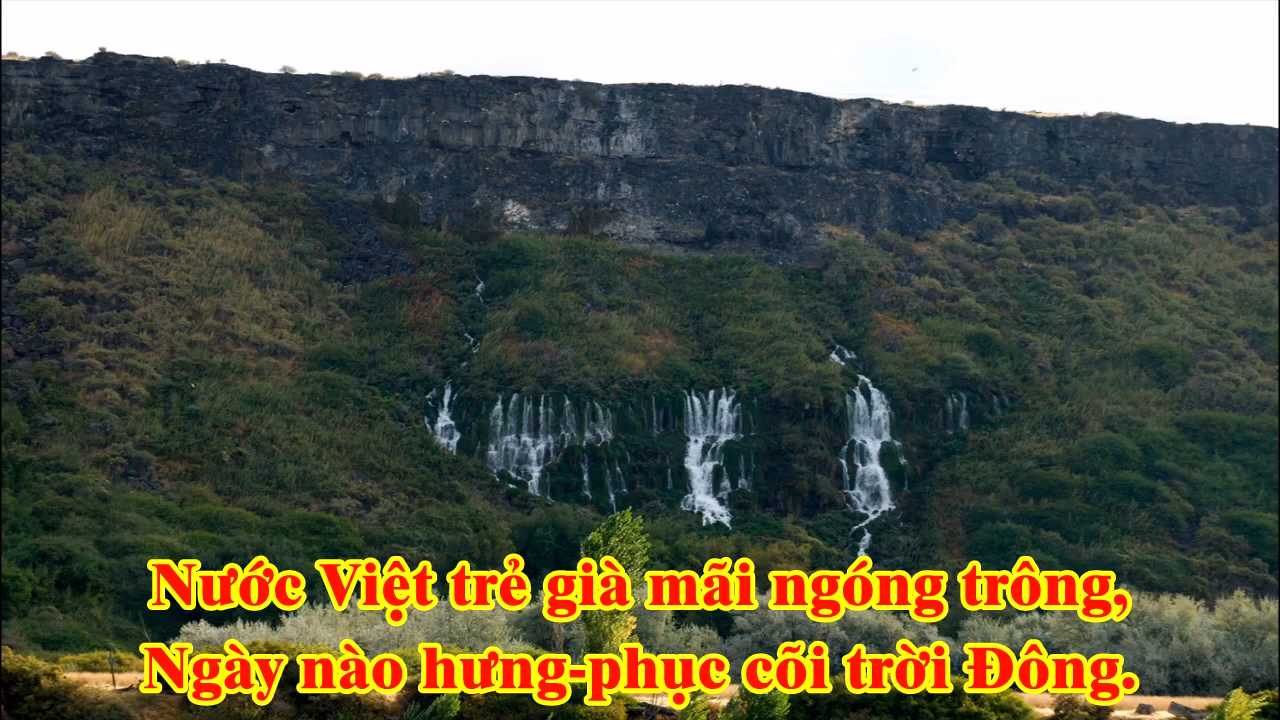 Nước Việt trẻ già mãi ngóng trông,
Ngày nào hưng-phục cõi trời Đông.